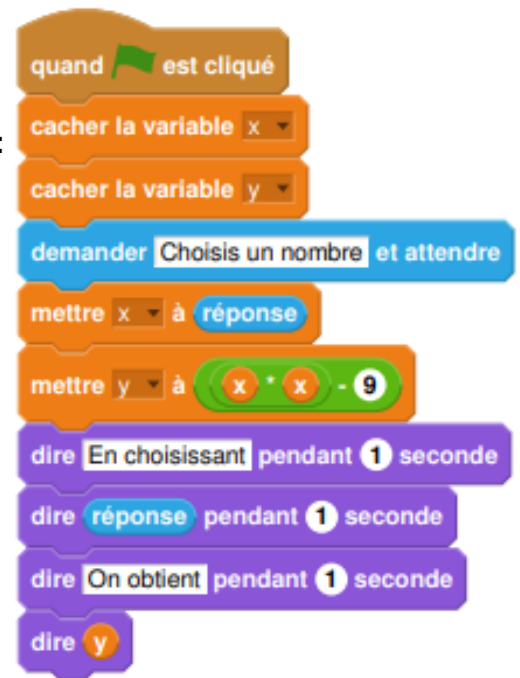 quand est cliqué
:
cacher la variable x
cacher la variable y
demander Choisis un nombre et attendre
mettre x à réponse
mettre y à x * x - 9
dire En choisissant pendant 1 seconde
dire réponse pendant 1 seconde
dire On obtient pendant 1 seconde
dire y